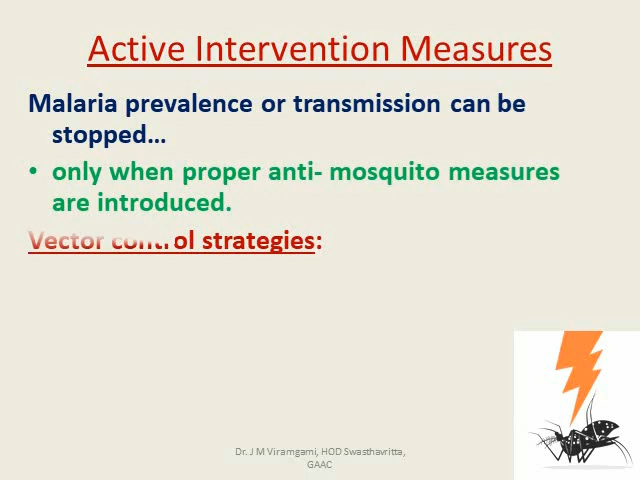 Active Intervention Measures
Malaria prevalence or transmission can be
stopped…
• only when proper anti- mosquito measures
are introduced.
Vector control strategies:
Dr. J M Viramgami, HOD Swasthavritta,
GAAC